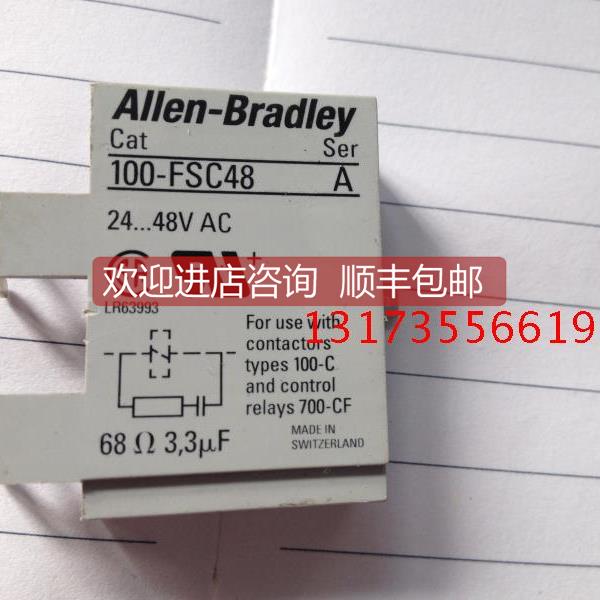 Allen-Bradley
Cat Ser
100-FSC48 A
24...48V AC
欢迎进店咨询 顺丰包邮
LR63993
13173556619
For use with
contactors
types 100-C
and control
relays 700-CF
68 Ω 3,3µF
MADE IN
SWITZERLAND